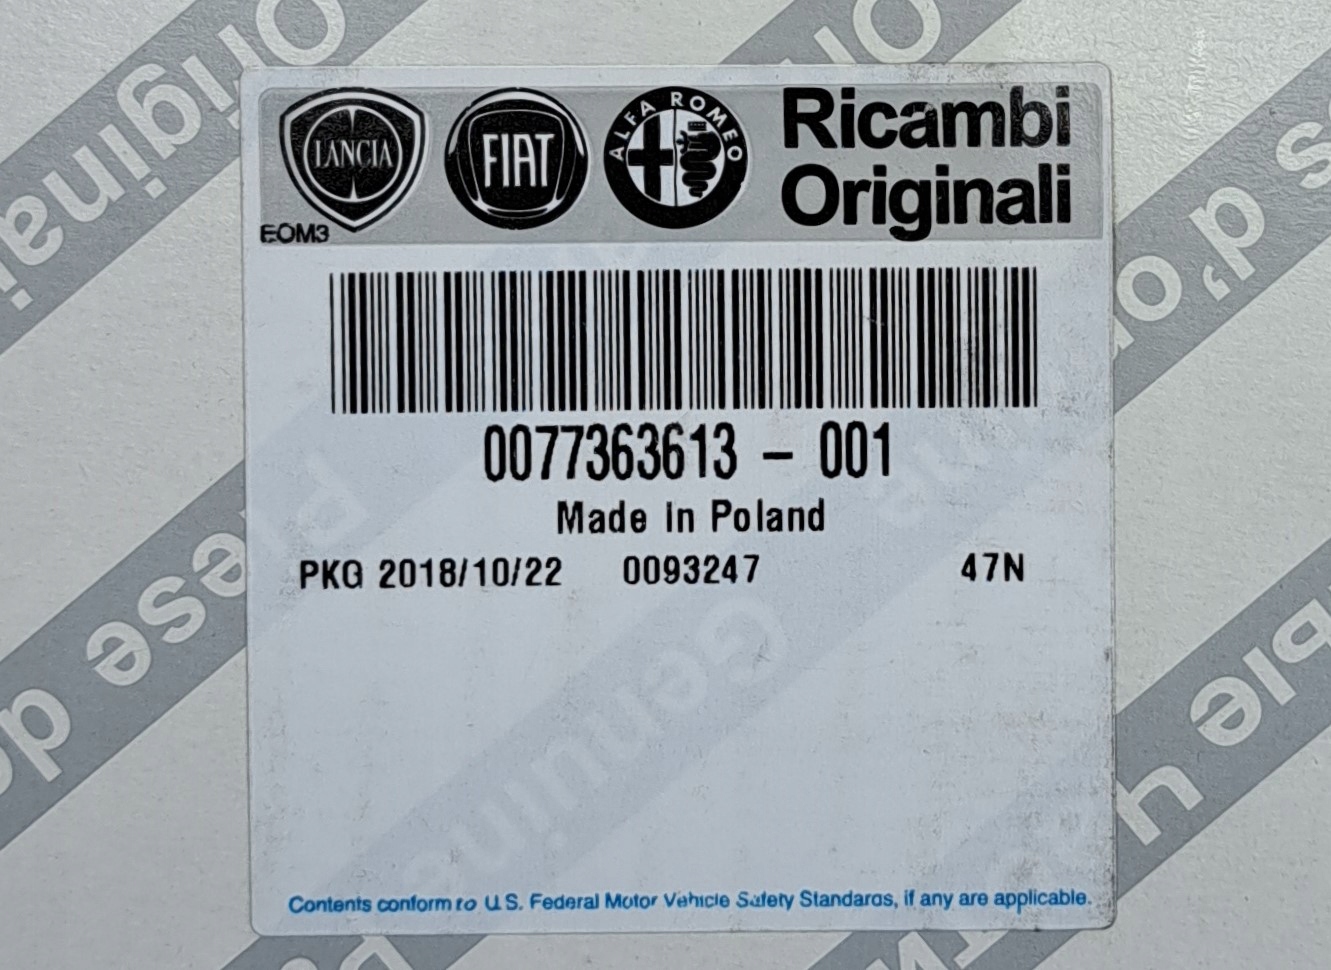 LANCIA
FIAT
ALFA ROMEO
Ricambi
Originali
EOM3
0077363613 - 001
Made in Poland
PKG 2018/10/22 0093247 47N
Contents conform to U.S. Federal Motor Vehicle Safety Standards, if any are applicable.
Genuine